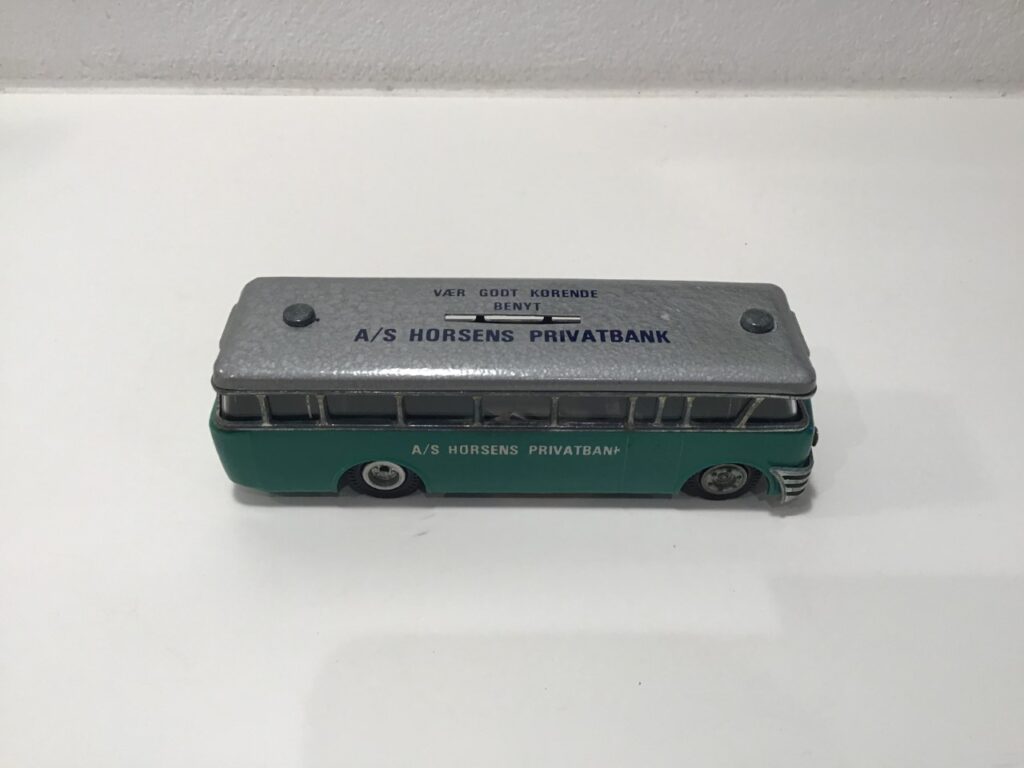 VÆR GODT KØRENDE
BENYT
A/S HORSENS PRIVATBANK
A/S HORSENS PRIVATBANK